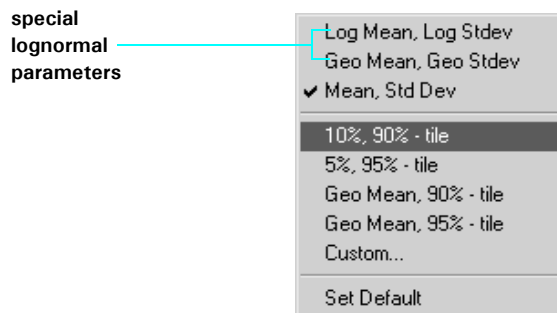 special
lognormal
parameters
Log Mean, Log Stdev
Geo Mean, Geo Stdev
Mean, Std Dev
10%, 90% - tile
5%, 95% - tile
Geo Mean, 90% - tile
Geo Mean, 95% - tile
Custom...
Set Default